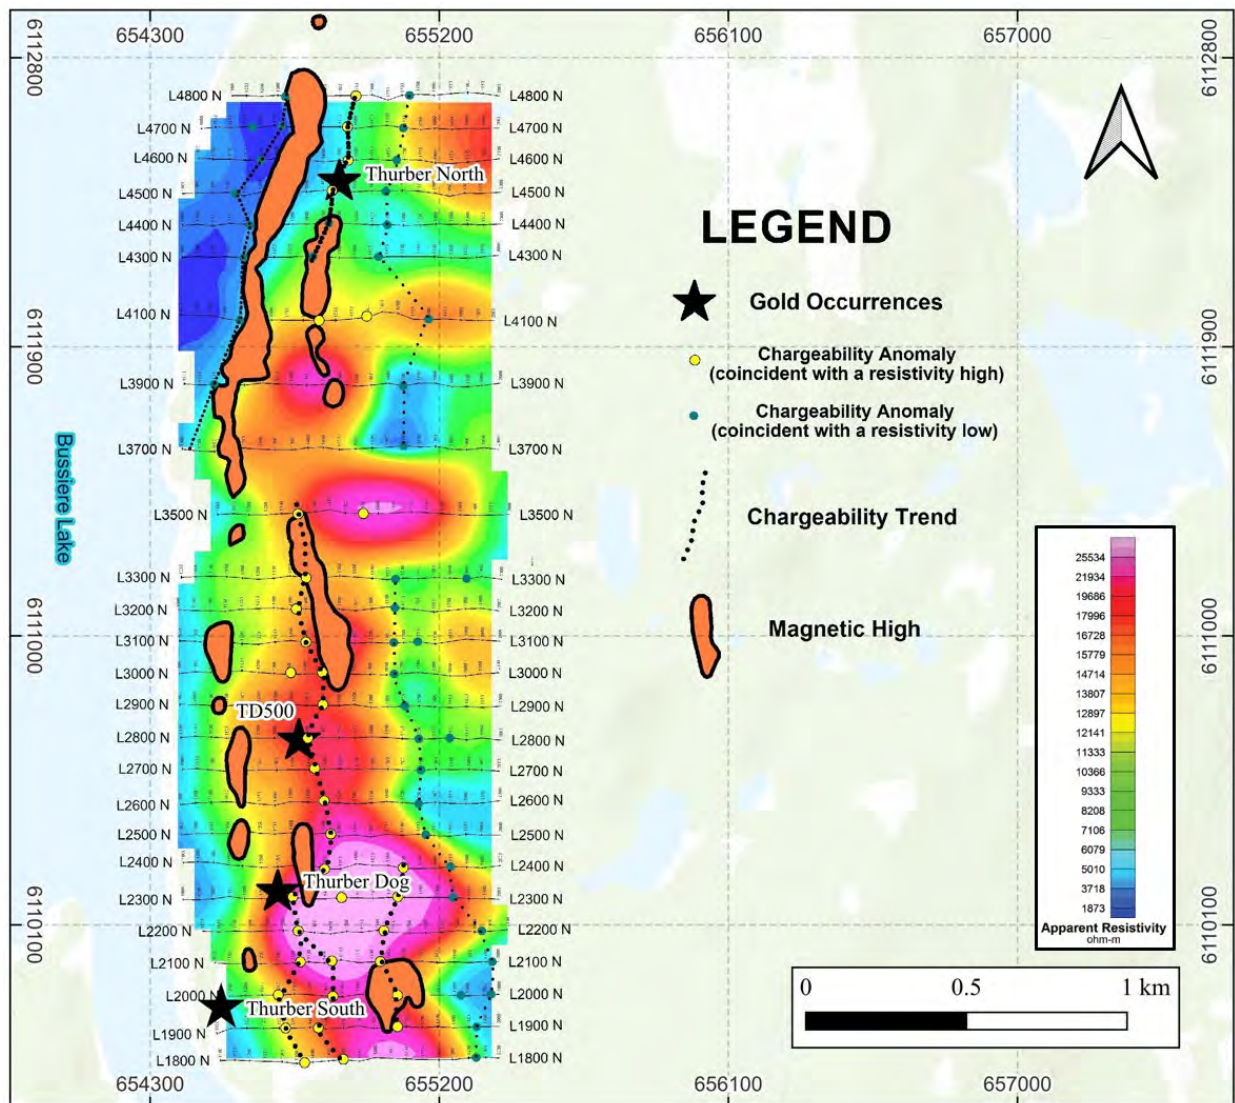 654300 655200 656100 657000
6112800 6112800
L4800 N L4800 N
L4700 N L4700 N
L4600 N L4600 N
Thurber North
L4500 N L4500 N
L4400 N L4400 N
L4300 N L4300 N
L4100 N L4100 N
6111900 6111900
L3900 N L3900 N
L3700 N L3700 N
Bussiere Lake
L3500 N L3500 N
L3300 N L3300 N
L3200 N L3200 N
L3100 N L3100 N
6111000 6111000
L3000 N L3000 N
L2900 N L2900 N
TD500
L2800 N L2800 N
L2700 N L2700 N
L2600 N L2600 N
L2500 N L2500 N
L2400 N L2400 N
Thurber Dog
L2300 N L2300 N
L2200 N L2200 N
6110100 6110100
L2100 N L2100 N
L2000 N L2000 N
Thurber South
L1900 N L1900 N
L1800 N L1800 N
654300 655200 656100 657000
LEGEND
Gold Occurrences
Chargeability Anomaly
(coincident with a resistivity high)
Chargeability Anomaly
(coincident with a resistivity low)
Chargeability Trend
Magnetic High
25534
21934
19686
17996
16728
15779
14714
13807
12897
12141
11333
10366
9333
8208
7106
6079
5010
3718
1873
Apparent Resistivity
ohm-m
0 0.5 1 km